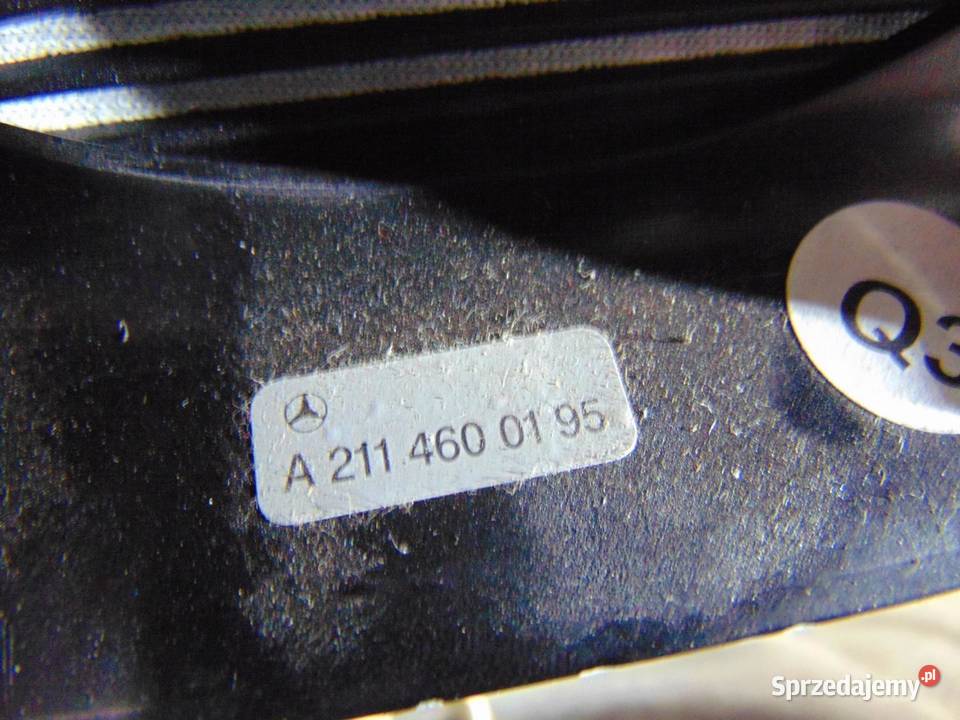 Q3
A 211 460 01 95
Sprzedajemy.pl